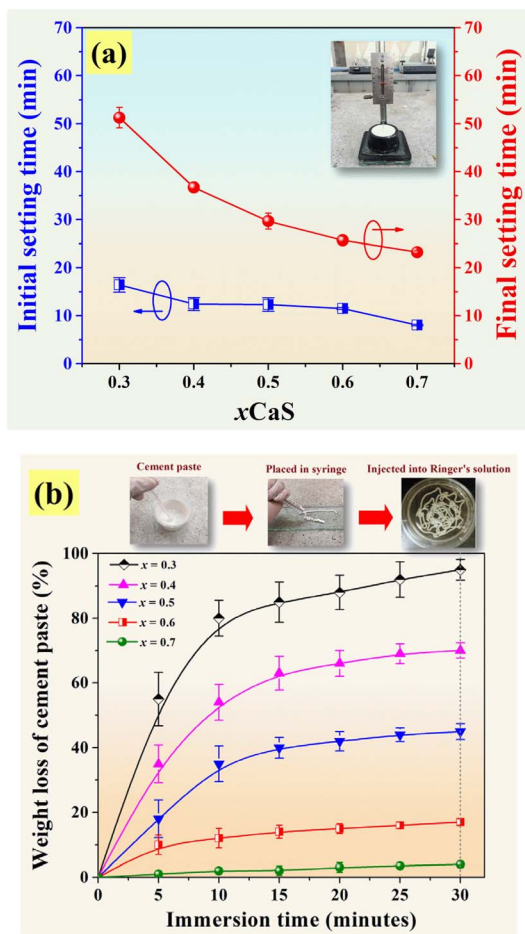 (a)
Initial setting time (min)
70
60
50
40
30
20
10
0
Final setting time (min)
70
60
50
40
30
20
10
0
0.3 0.4 0.5 0.6 0.7
xCaS
(b)
Cement paste
Placed in syringe
Injected into Ringer's solution
Weight loss of cement paste (%)
100
80
60
40
20
0
x = 0.3
x = 0.4
x = 0.5
x = 0.6
x = 0.7
0 5 10 15 20 25 30
Immersion time (minutes)